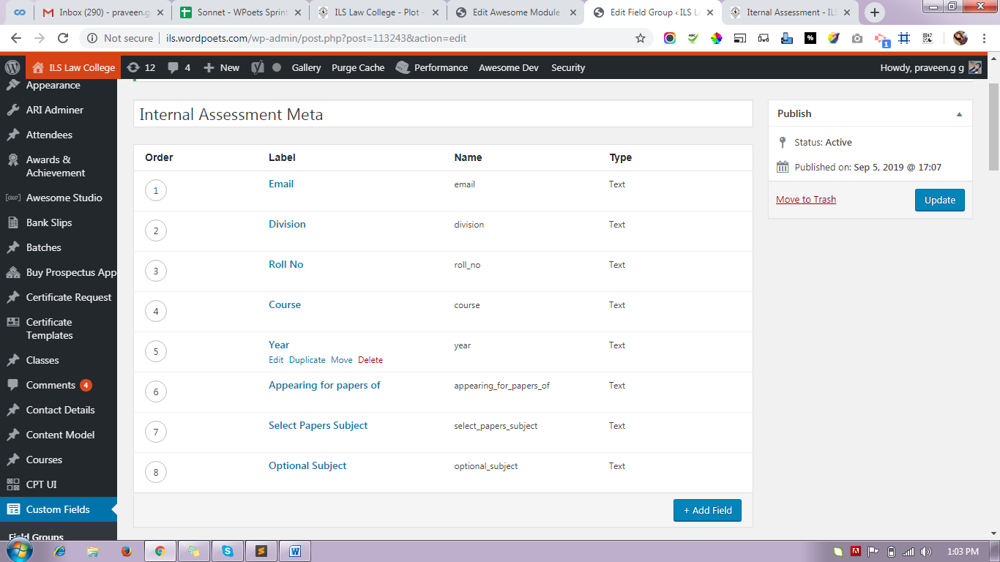 Inbox (290) - praveen.g
Sonnet - WPoets Sprint
ILS Law College - Plot -
Edit Awesome Module
Edit Field Group ‹ ILS La
Iternal Assessment - ILS
Not secure
ils.wordpoets.com/wp-admin/post.php?post=113243&action=edit
1
ILS Law College
12
4
New
Gallery
Purge Cache
Performance
Awesome Dev
Security
Howdy, praveen.g g
Appearance
ARI Adminer
Attendees
Awards &
Achievement
[aw] Awesome Studio
Bank Slips
Batches
Buy Prospectus App
Certificate Request
Certificate
Templates
Classes
Comments 4
Contact Details
Content Model
Courses
CPT UI
Custom Fields
Field Groups
Internal Assessment Meta
Order Label Name Type
1 Email email Text
2 Division division Text
3 Roll No roll_no Text
4 Course course Text
5 Year year Text
Edit Duplicate Move Delete
6 Appearing for papers of appearing_for_papers_of Text
7 Select Papers Subject select_papers_subject Text
8 Optional Subject optional_subject Text
+ Add Field
Publish
Status: Active
Published on: Sep 5, 2019 @ 17:07
Move to Trash
Update
1:03 PM